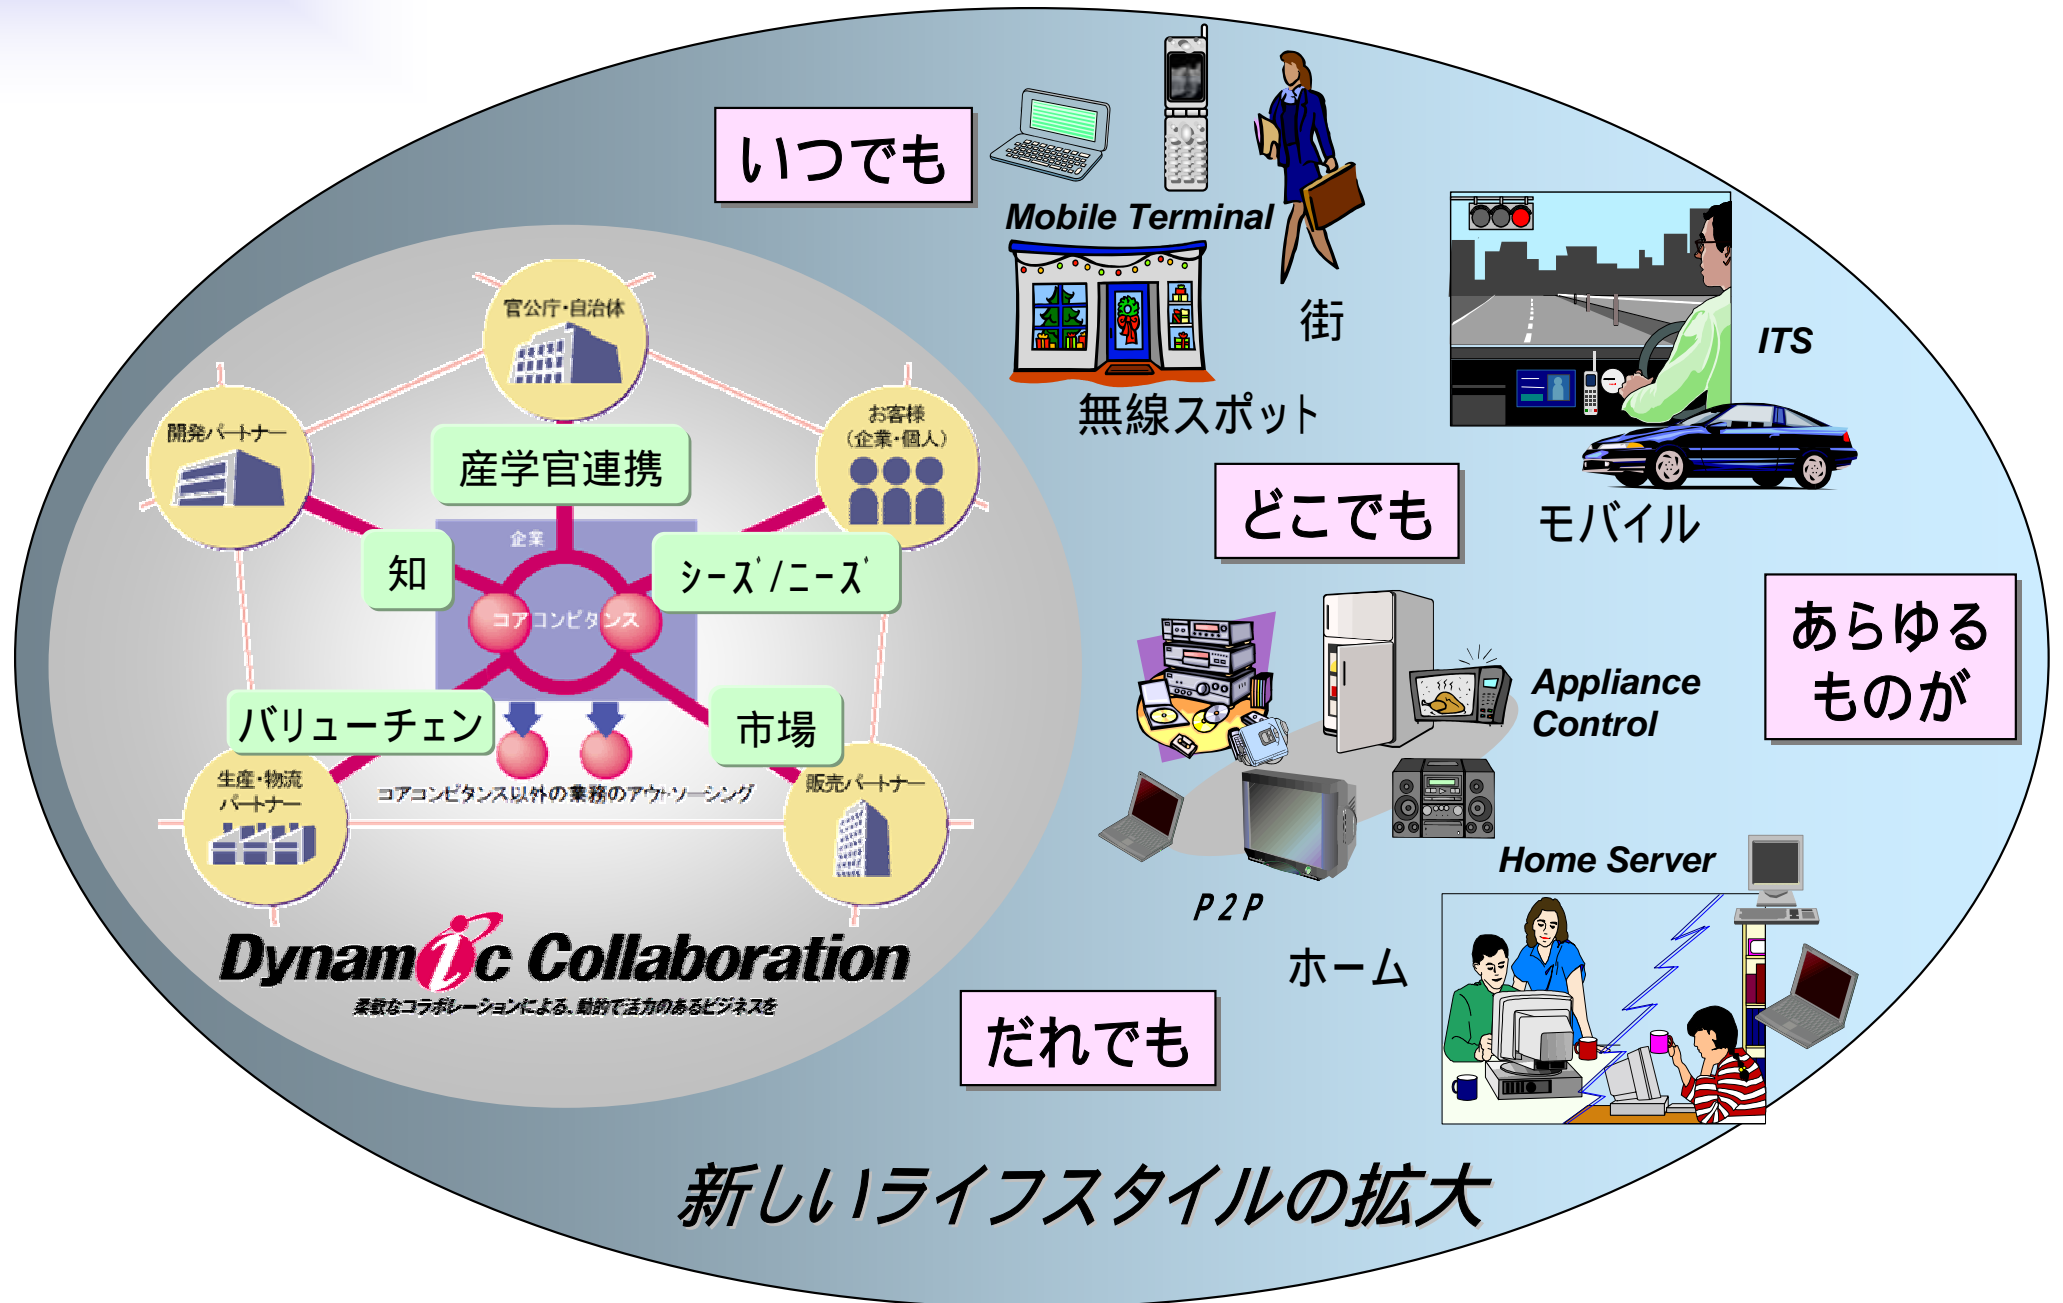 いつでも
Mobile Terminal
街
無線スポット
ITS
モバイル
どこでも
あらゆる
ものが
官公庁・自治体
開発パートナー
お客様
（企業・個人）
産学官連携
企業
知
シーズ/ニーズ
コアコンピタンス
バリューチェン
市場
生産・物流
パートナー
販売パートナー
コアコンピタンス以外の業務のアウトソーシング
Appliance
Control
Home Server
P2P
ホーム
Dynamic Collaboration
柔軟なコラボレーションによる、動的で活力のあるビジネスを
だれでも
新しいライフスタイルの拡大